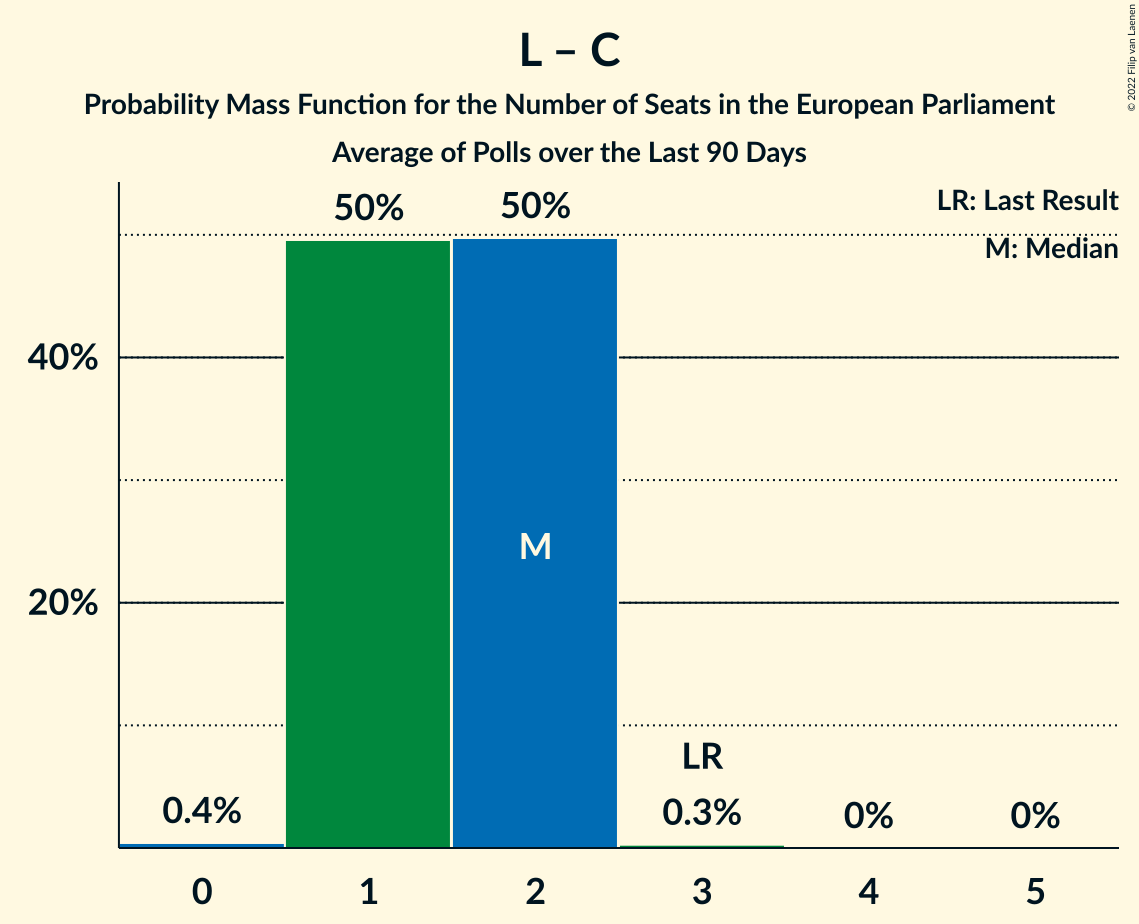 L – C
Probability Mass Function for the Number of Seats in the European Parliament
Average of Polls over the Last 90 Days
© 2022 Filip van Laenen
LR: Last Result
M: Median
50%
50%
40%
20%
M
LR
0.4%
0.3%
0%
0%
0
1
2
3
4
5